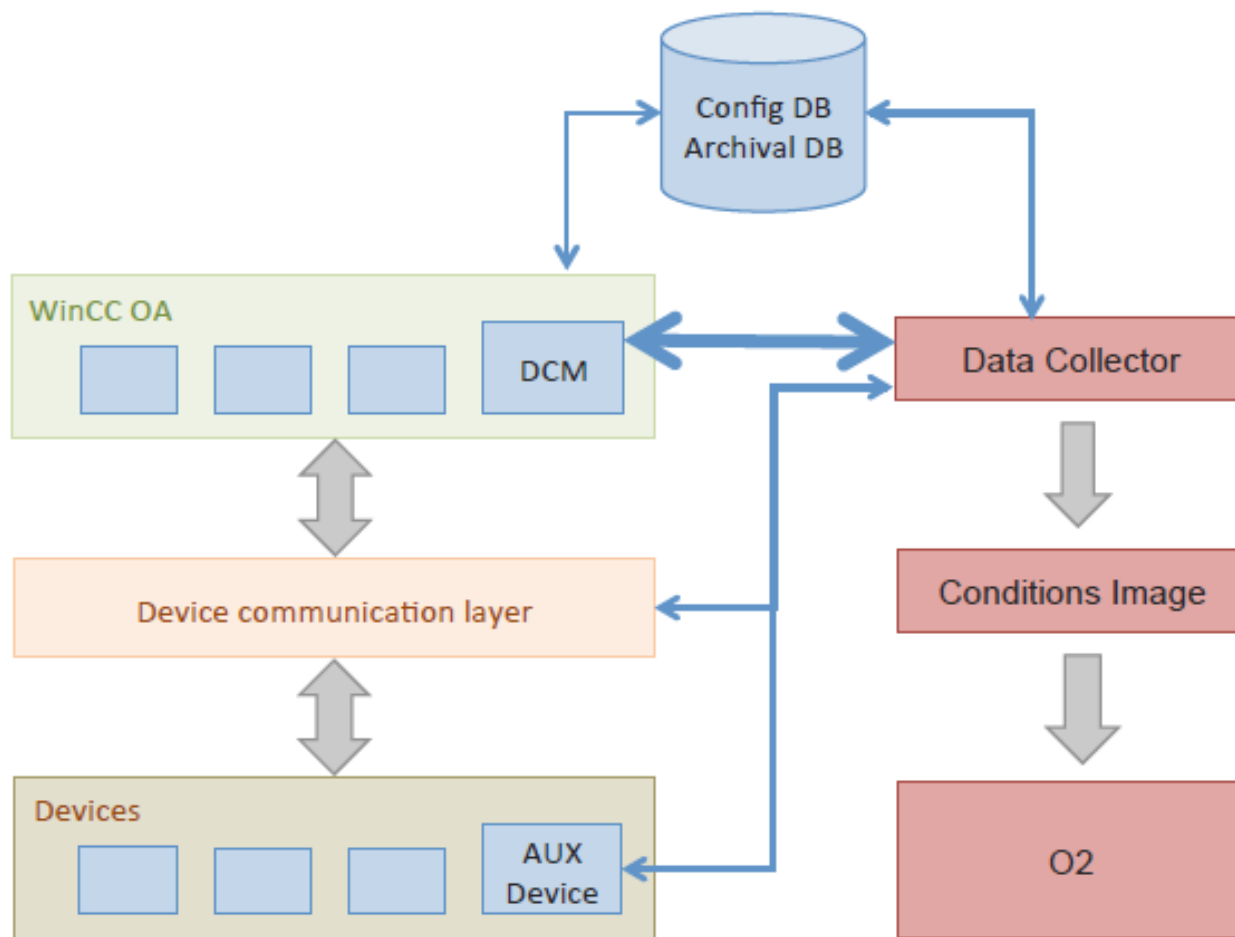 Config DB
Archival DB
WinCC OA
DCM
Data Collector
Device communication layer
Conditions Image
Devices
AUX
Device
O2